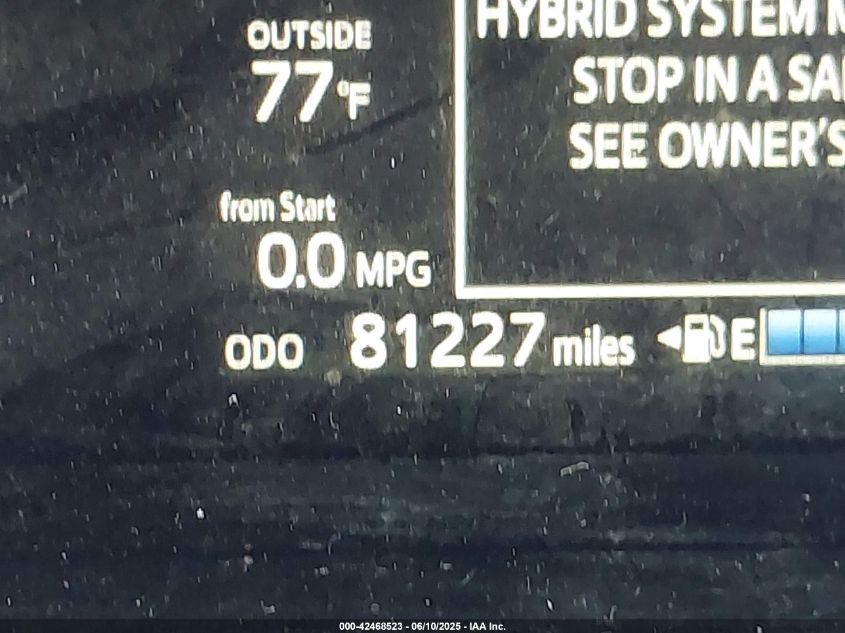 OUTSIDE
77°F
HYBRID SYSTEM
STOP IN A
SEE OWNER'S
from Start
0.0 MPG
ODO 81227 miles E
000-42468523 - 06/10/2025 - IAA Inc.